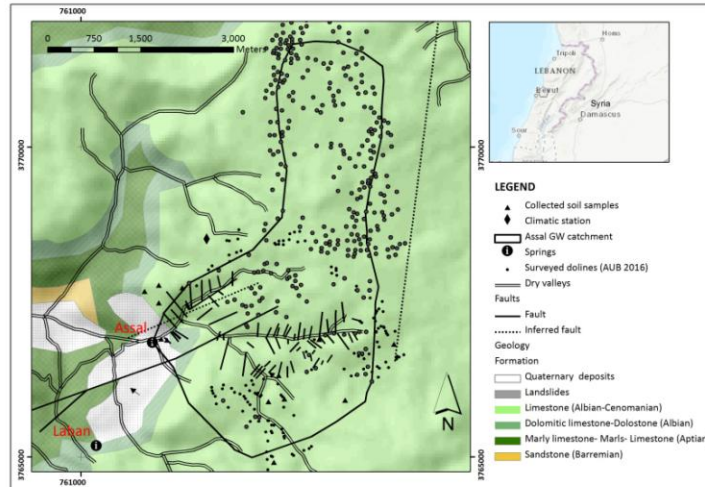 761000
0 750 1,500 3,000
Meters
3770000
3770000
Assal
Laban
N
3765000
3765000
761000
Homs
Tripoli
LEBANON
Beirut
Syria
Damascus
Sour
LEGEND
Collected soil samples
Climatic station
Assal GW catchment
Springs
Surveyed dolines (AUB 2016)
Dry valleys
Faults
Fault
Inferred fault
Geology
Formation
Quaternary deposits
Landslides
Limestone (Albian-Cenomanian)
Dolomitic limestone-Dolostone (Albian)
Marly limestone- Marls- Limestone (Aptian
Sandstone (Barremian)